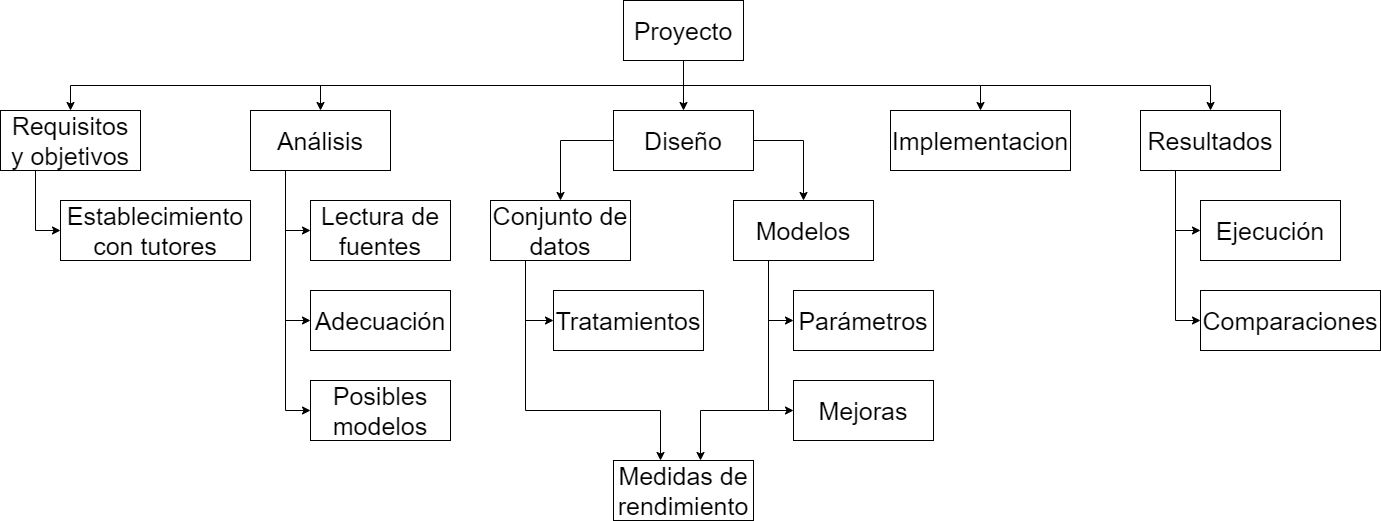 Proyecto
Requisitos
y objetivos
Análisis
Diseño
Implementacion
Resultados
Establecimiento
con tutores
Lectura de
fuentes
Conjunto de
datos
Modelos
Ejecución
Adecuación
Tratamientos
Parámetros
Comparaciones
Posibles
modelos
Mejoras
Medidas de
rendimiento